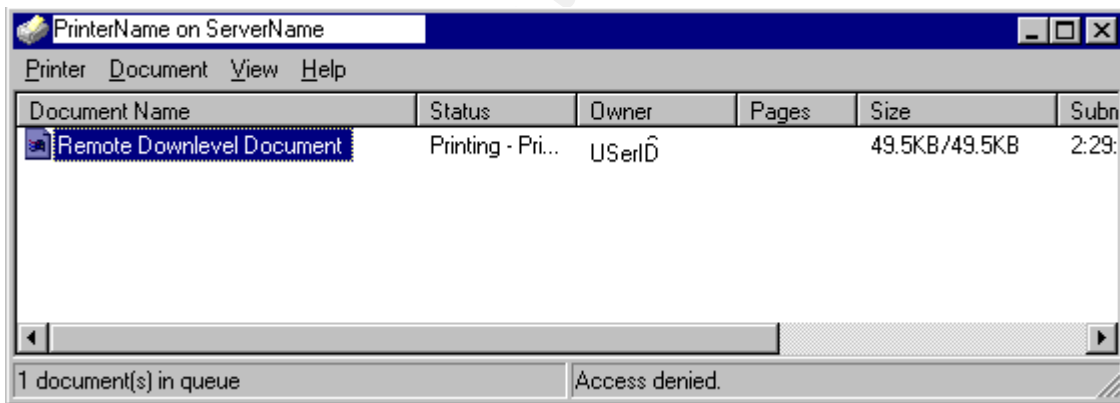 PrinterName on ServerName
Printer Document View Help
Document Name Status Owner Pages Size Subn
Remote Downlevel Document Printing - Pri... USerID 49.5KB/49.5KB 2:29:
1 document(s) in queue Access denied.